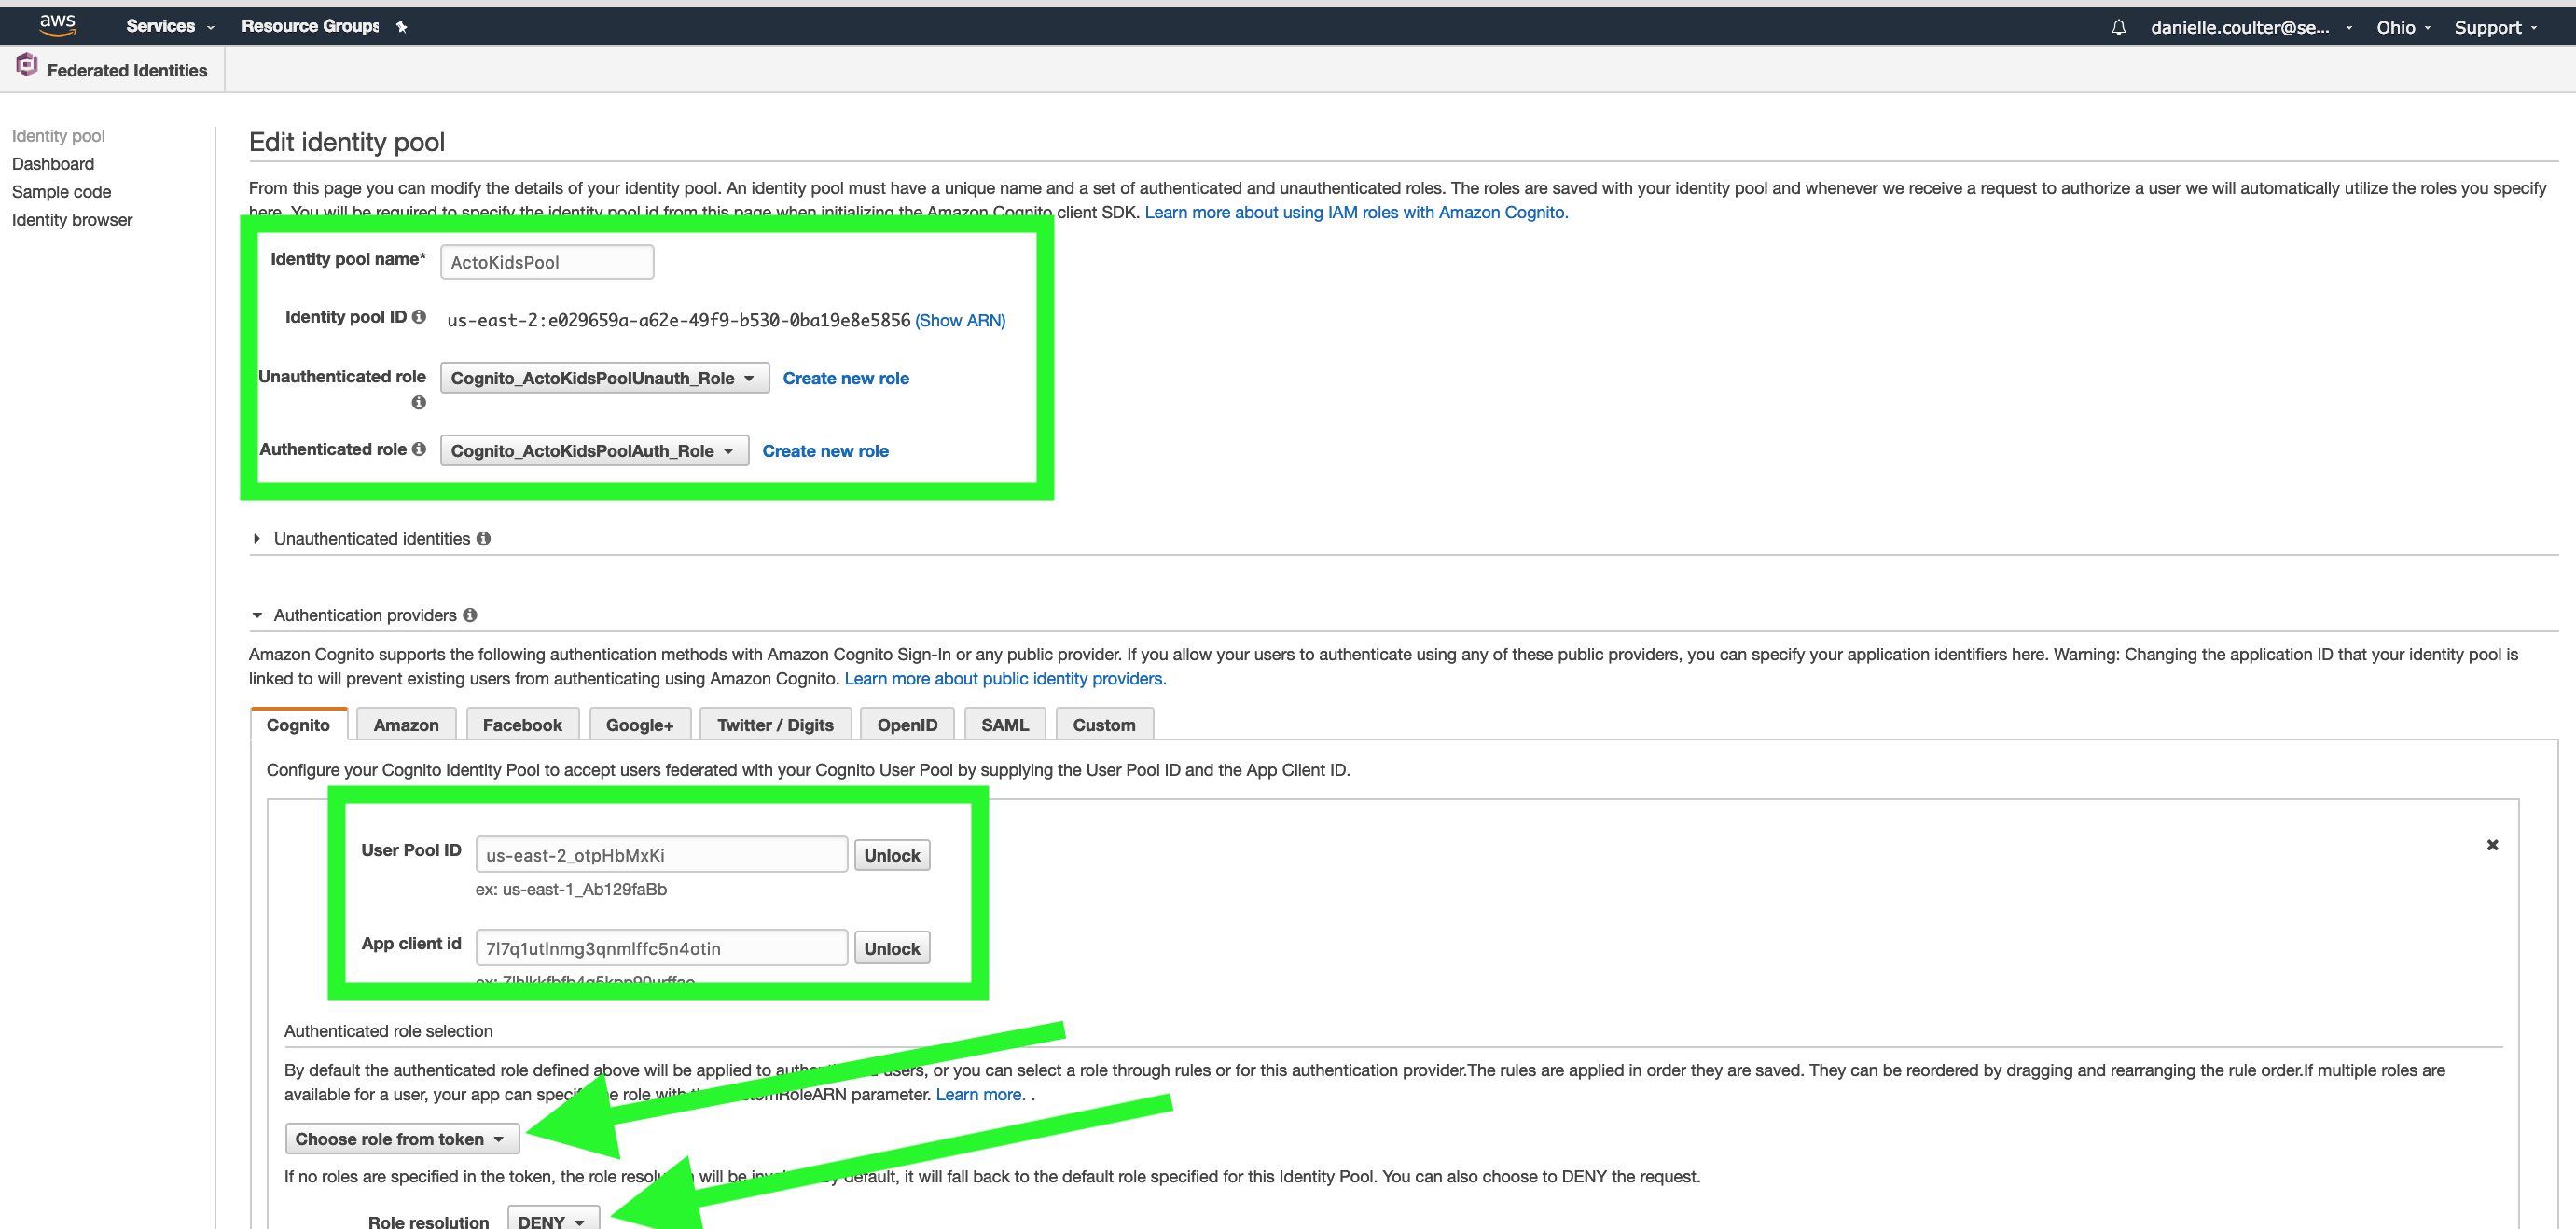 aws Services Resource Groups danielle.coulter@se... Ohio Support
Federated Identities
Identity pool
Dashboard
Sample code
Identity browser
Edit identity pool
From this page you can modify the details of your identity pool. An identity pool must have a unique name and a set of authenticated and unauthenticated roles. The roles are saved with your identity pool and whenever we receive a request to authorize a user we will automatically utilize the roles you specify
here. You will be required to specify the identity pool id from this page when initializing the Amazon Cognito client SDK. Learn more about using IAM roles with Amazon Cognito.
Identity pool name* ActoKidsPool
Identity pool ID us-east-2:e029659a-a62e-49f9-b530-0ba19e8e5856 (Show ARN)
Unauthenticated role Cognito_ActoKidsPoolUnauth_Role Create new role
Authenticated role Cognito_ActoKidsPoolAuth_Role Create new role
Unauthenticated identities
Authentication providers
Amazon Cognito supports the following authentication methods with Amazon Cognito Sign-In or any public provider. If you allow your users to authenticate using any of these public providers, you can specify your application identifiers here. Warning: Changing the application ID that your identity pool is
linked to will prevent existing users from authenticating using Amazon Cognito. Learn more about public identity providers.
Cognito Amazon Facebook Google+ Twitter / Digits OpenID SAML Custom
Configure your Cognito Identity Pool to accept users federated with your Cognito User Pool by supplying the User Pool ID and the App Client ID.
User Pool ID us-east-2_otpHbMxKi Unlock
ex: us-east-1_Ab129faBb
App client id 7l7q1utlnmg3qnmlffc5n4otin Unlock
Authenticated role selection
By default the authenticated role defined above will be applied to users, or you can select a role through rules or for this authentication provider.The rules are applied in order they are saved. They can be reordered by dragging and rearranging the rule order.If multiple roles are
available for a user, your app can role with parameter. Learn more. .
Choose role from token
If no roles are specified in the token, the role will be default, it will fall back to the default role specified for this Identity Pool. You can also choose to DENY the request.
Role resolution DENY